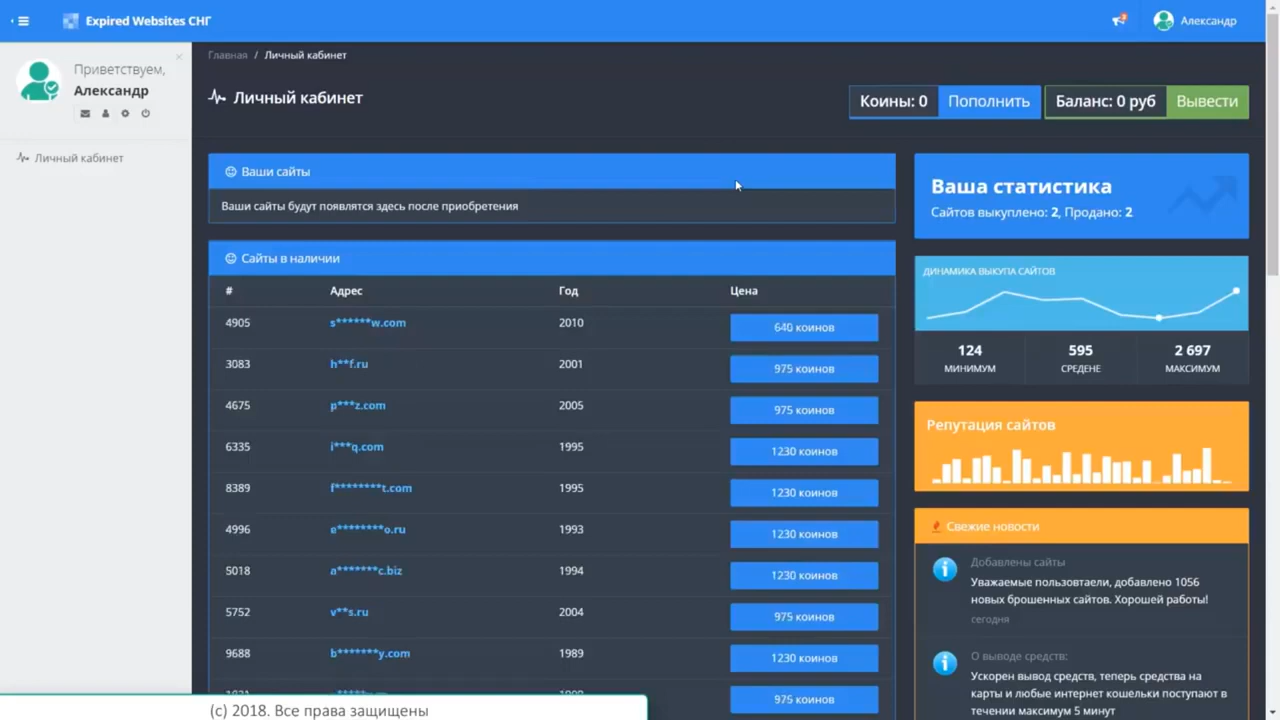 Expired Websites СНГ
Александр
Приветствуем,
Александр
Личный кабинет
Главная / Личный кабинет
Личный кабинет
Коины: 0 Пополнить Баланс: 0 руб Вывести
Ваши сайты
Ваши сайты будут появлятся здесь после приобретения
Сайты в наличии
# Адрес Год Цена
4905 s******w.com 2010 640 коинов
3083 h**f.ru 2001 975 коинов
4675 p***z.com 2005 975 коинов
6335 i***q.com 1995 1230 коинов
8389 f********t.com 1995 1230 коинов
4996 e********o.ru 1993 1230 коинов
5018 a*******c.biz 1994 1230 коинов
5752 v**s.ru 2004 975 коинов
9688 b*******y.com 1989 1230 коинов
975 коинов
Ваша статистика
Сайтов выкуплено: 2, Продано: 2
ДИНАМИКА ВЫКУПА САЙТОВ
124 595 2 697
МИНИМУМ СРЕДЕНЕ МАКСИМУМ
Репутация сайтов
Свежие новости
Добавлены сайты
Уважаемые пользовтаели, добавлено 1056
новых брошенных сайтов. Хорошей работы!
сегодня
О выводе средств:
Ускорен вывод средств, теперь средства на
карты и любые интернет кошельки поступают в
течении максимум 5 минут
(c) 2018. Все права защищены